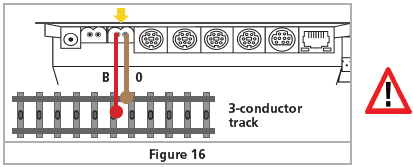 B 0
3-conductor
track
Figure 16